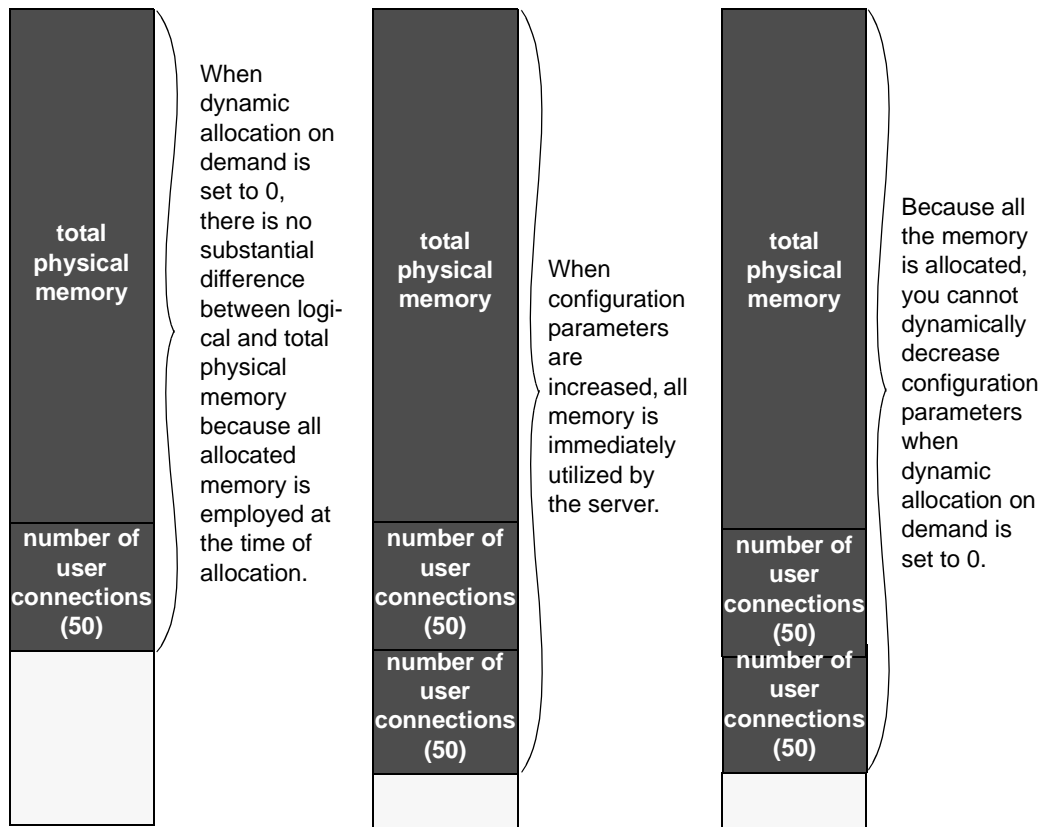 total
physical
memory
number of
user
connections
(50)
When
dynamic
allocation on
demand is
set to 0,
there is no
substantial
difference
between logi-
cal and total
physical
memory
because all
allocated
memory is
employed at
the time of
allocation.
total
physical
memory
number of
user
connections
(50)
number of
user
connections
(50)
When
configuration
parameters
are
increased, all
memory is
immediately
utilized by
the server.
total
physical
memory
number of
user
connections
(50)
number of
user
connections
(50)
Because all
the memory
is allocated,
you cannot
dynamically
decrease
configuration
parameters
when
dynamic
allocation on
demand is
set to 0.